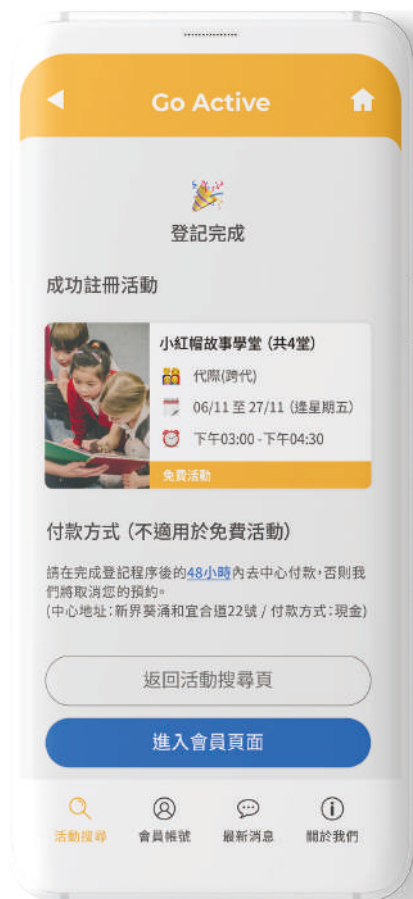 Go Active
登記完成
成功註冊活動
小紅帽故事學堂 (共4堂)
代際(跨代)
06/11 至 27/11 (逢星期五)
下午03:00 - 下午04:30
免費活動
付款方式 (不適用於免費活動)
請在完成登記程序後的48小時內去中心付款，否則我
們將取消您的預約。
(中心地址：新界葵涌和宜合道22號 / 付款方式：現金)
返回活動搜尋頁
進入會員頁面
活動搜尋
會員帳號
最新消息
關於我們